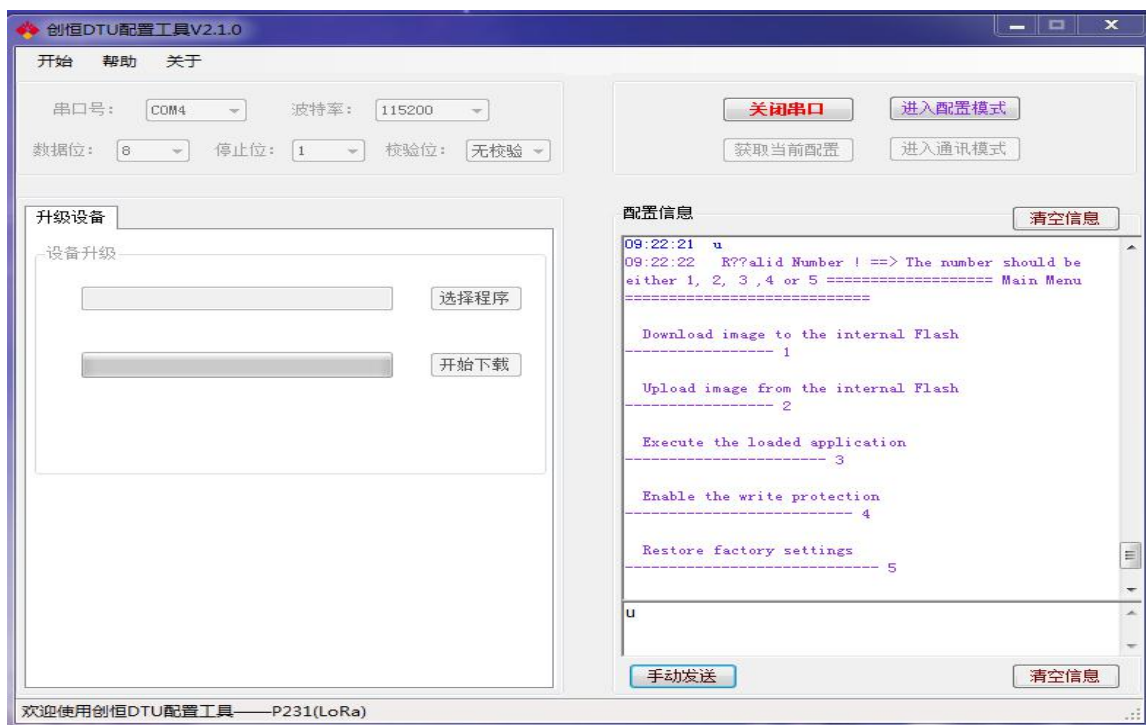 创恒DTU配置工具V2.1.0
开始 帮助 关于
串口号： COM4 波特率： 115200
数据位： 8 停止位： 1 校验位： 无校验
关闭串口 进入配置模式
获取当前配置 进入通讯模式
升级设备
设备升级
选择程序
开始下载
配置信息 清空信息
09:22:21 u
09:22:22 R??alid Number ! ==> The number should be
either 1, 2, 3 ,4 or 5 =================== Main Menu
============================
Download image to the internal Flash
----------------- 1
Upload image from the internal Flash
----------------- 2
Execute the loaded application
----------------------- 3
Enable the write protection
-------------------------- 4
Restore factory settings
----------------------------- 5
u
手动发送 清空信息
欢迎使用创恒DTU配置工具——P231(LoRa)